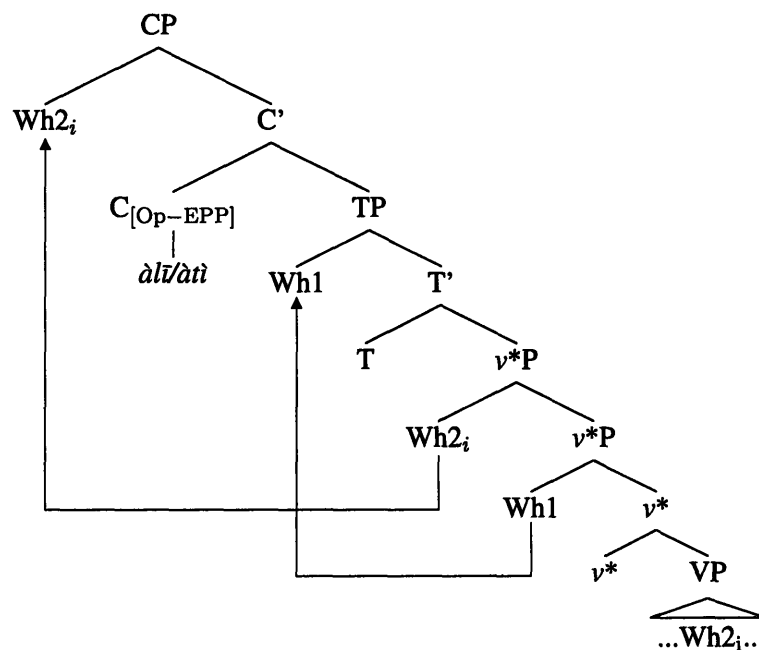 CP
Wh2i C'
C[Op−EPP] TP
àlī/àtì
Wh1 T'
T v*P
Wh2i v*P
Wh1 v*
v* VP
...Wh2i..